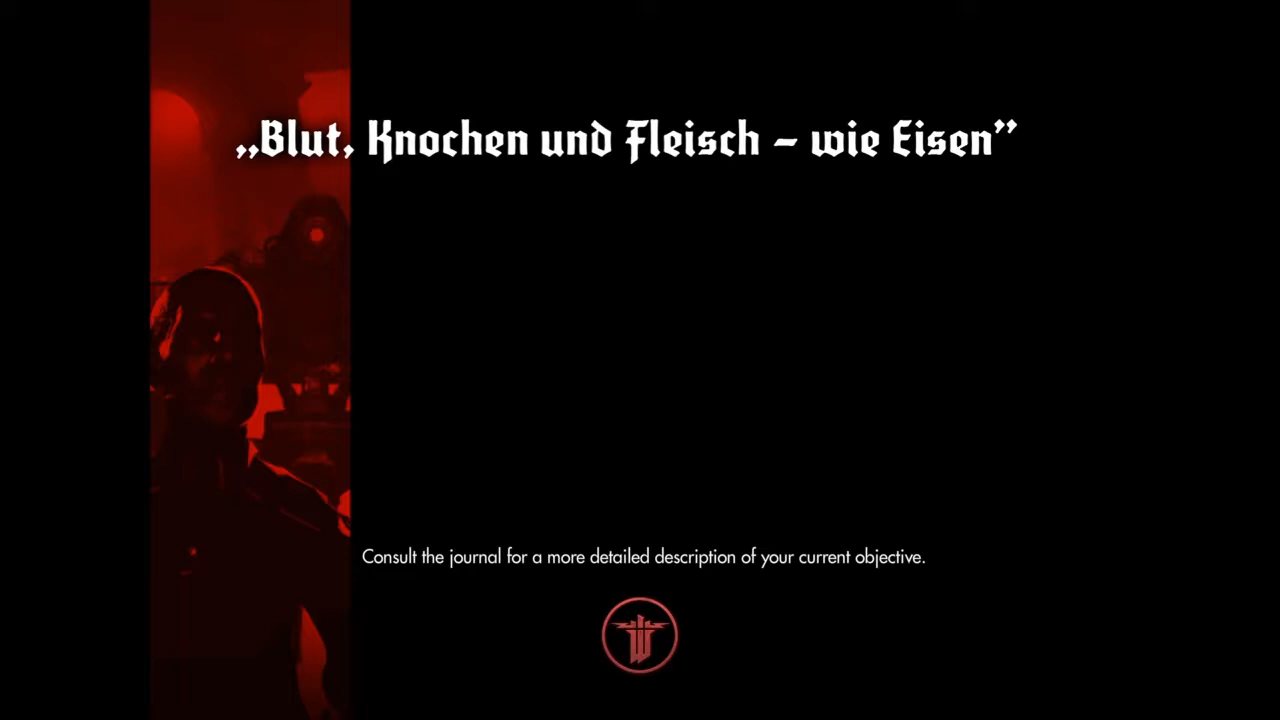 „Blut, Knochen und Fleisch – wie Eisen”
Consult the journal for a more detailed description of your current objective.